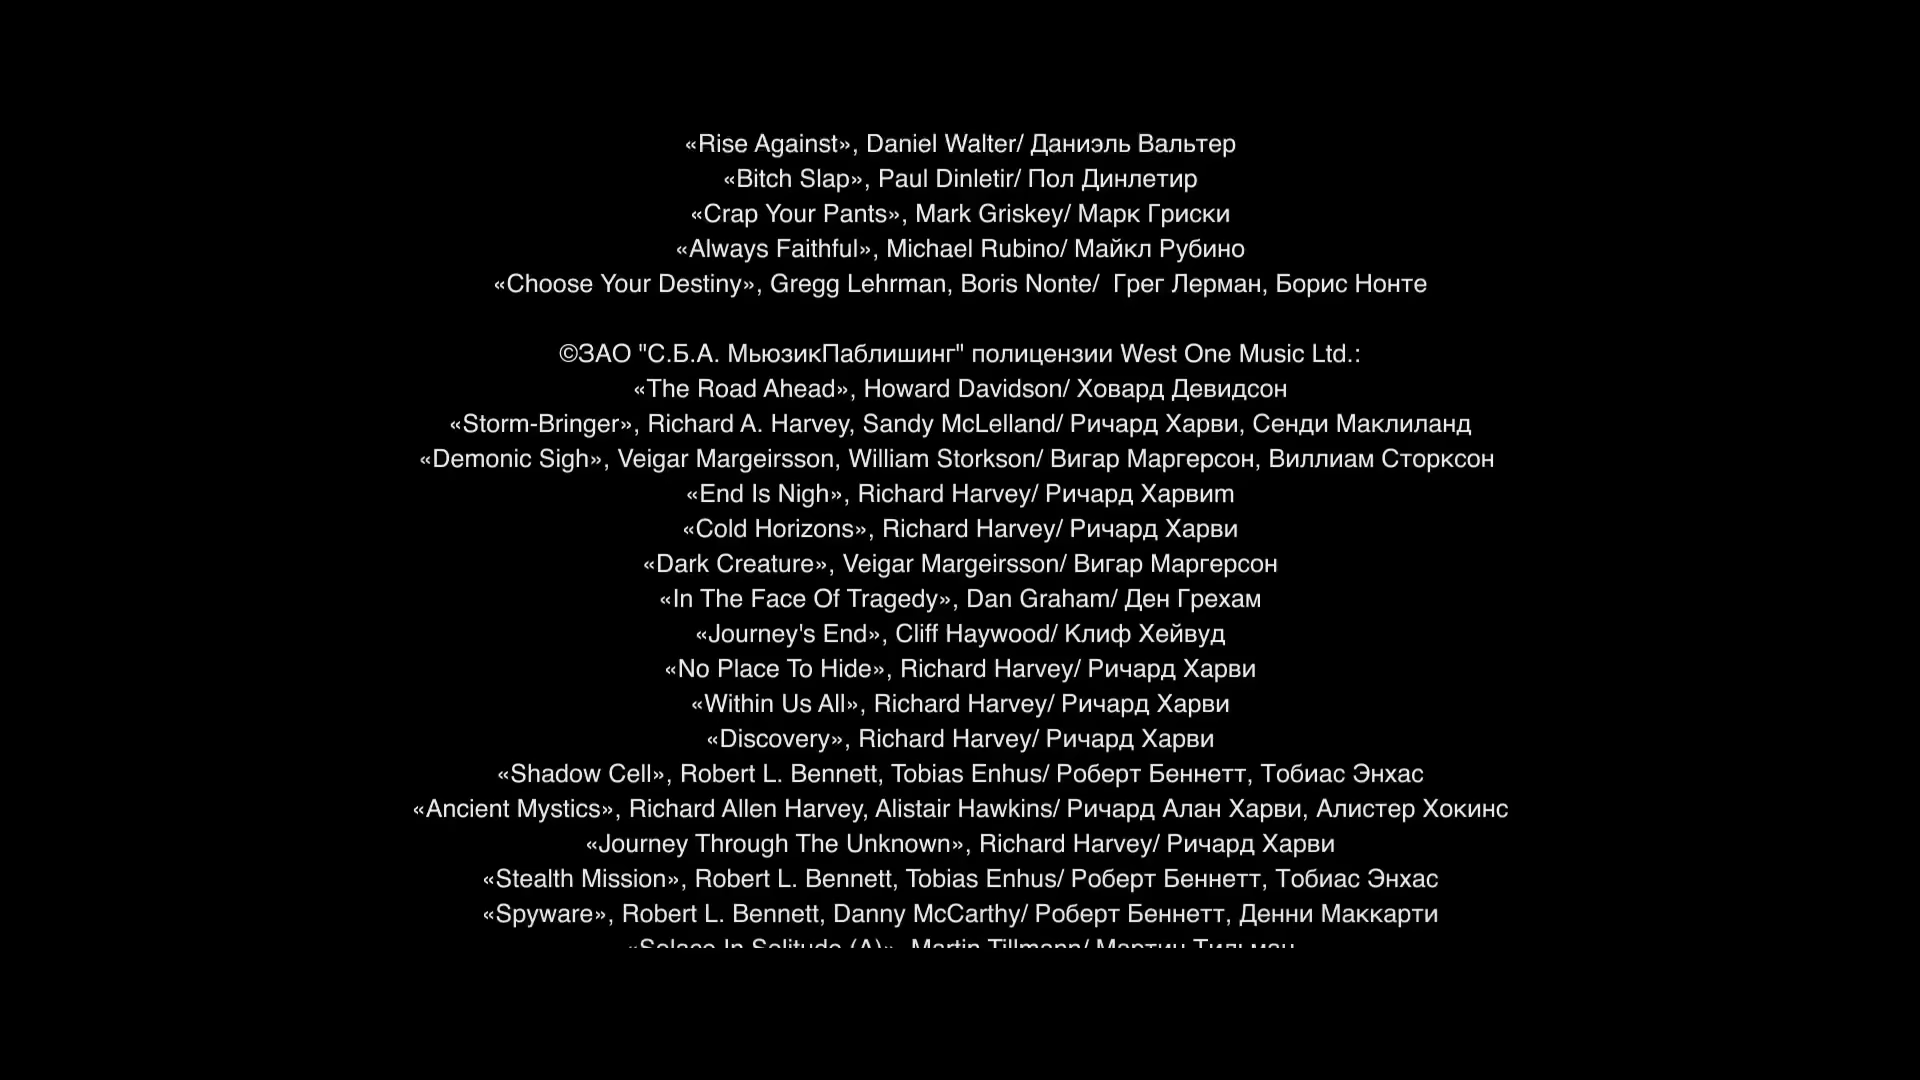 «Rise Against», Daniel Walter/ Даниэль Вальтер
«Bitch Slap», Paul Dinletir/ Пол Динлетир
«Crap Your Pants», Mark Griskey/ Марк Гриски
«Always Faithful», Michael Rubino/ Майкл Рубино
«Choose Your Destiny», Gregg Lehrman, Boris Nonte/  Грег Лерман, Борис Нонте
©ЗАО "С.Б.А. МьюзикПаблишинг" полицензии West One Music Ltd.:
«The Road Ahead», Howard Davidson/ Ховард Девидсон
«Storm-Bringer», Richard A. Harvey, Sandy McLelland/ Ричард Харви, Сенди Маклиланд
«Demonic Sigh», Veigar Margeirsson, William Storkson/ Вигар Маргерсон, Виллиам Сторксон
«End Is Nigh», Richard Harvey/ Ричард Харвиm
«Cold Horizons», Richard Harvey/ Ричард Харви
«Dark Creature», Veigar Margeirsson/ Вигар Маргерсон
«In The Face Of Tragedy», Dan Graham/ Ден Грехам
«Journey's End», Cliff Haywood/ Клиф Хейвуд
«No Place To Hide», Richard Harvey/ Ричард Харви
«Within Us All», Richard Harvey/ Ричард Харви
«Discovery», Richard Harvey/ Ричард Харви
«Shadow Cell», Robert L. Bennett, Tobias Enhus/ Роберт Беннетт, Тобиас Энхас
«Ancient Mystics», Richard Allen Harvey, Alistair Hawkins/ Ричард Алан Харви, Алистер Хокинс
«Journey Through The Unknown», Richard Harvey/ Ричард Харви
«Stealth Mission», Robert L. Bennett, Tobias Enhus/ Роберт Беннетт, Тобиас Энхас
«Spyware», Robert L. Bennett, Danny McCarthy/ Роберт Беннетт, Денни Маккарти
«Solace In Solitude (A)», Martin Tillmann/ Мартин Тильман